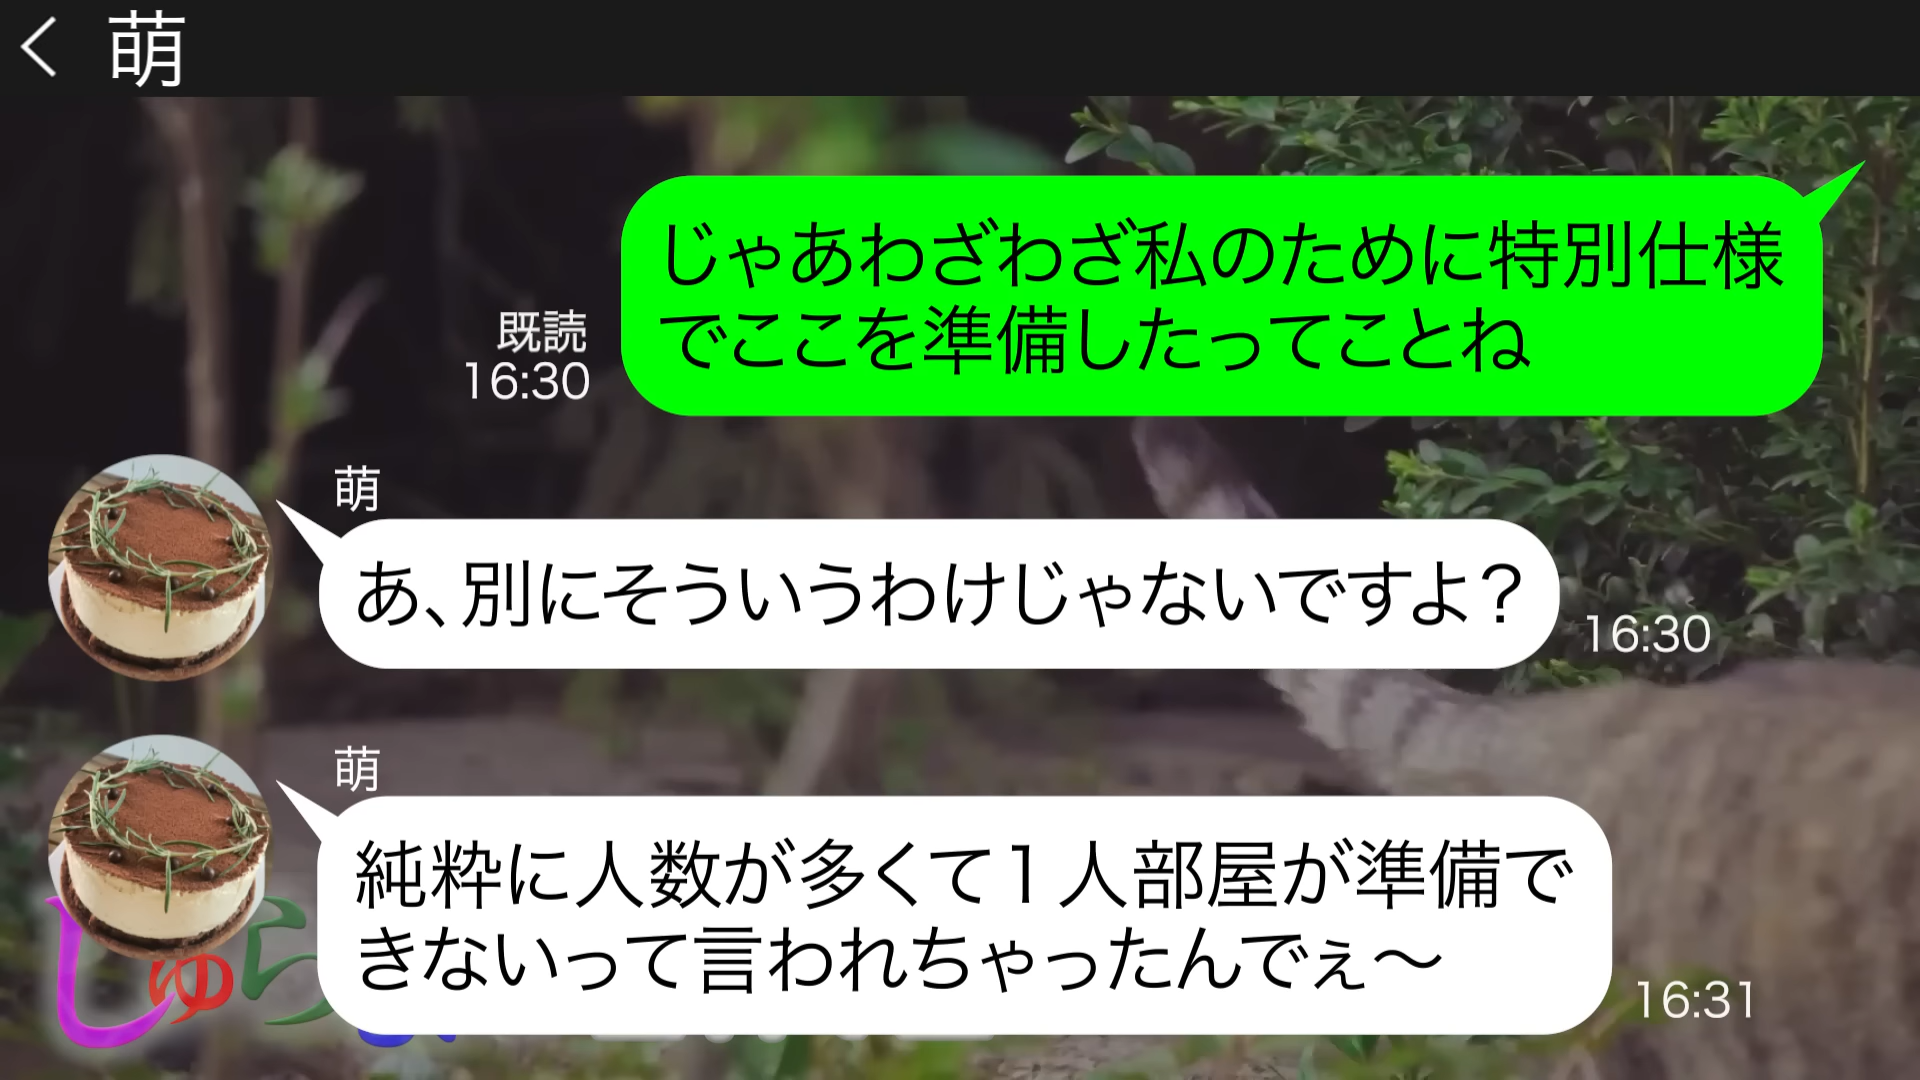 萌
じゃあわざわざ私のために特別仕様
でここを準備したってことね
既読
16:30
萌
あ、別にそういうわけじゃないですよ?
16:30
萌
純粋に人数が多くて1人部屋が準備で
きないって言われちゃったんでぇ〜
16:31
しゅら